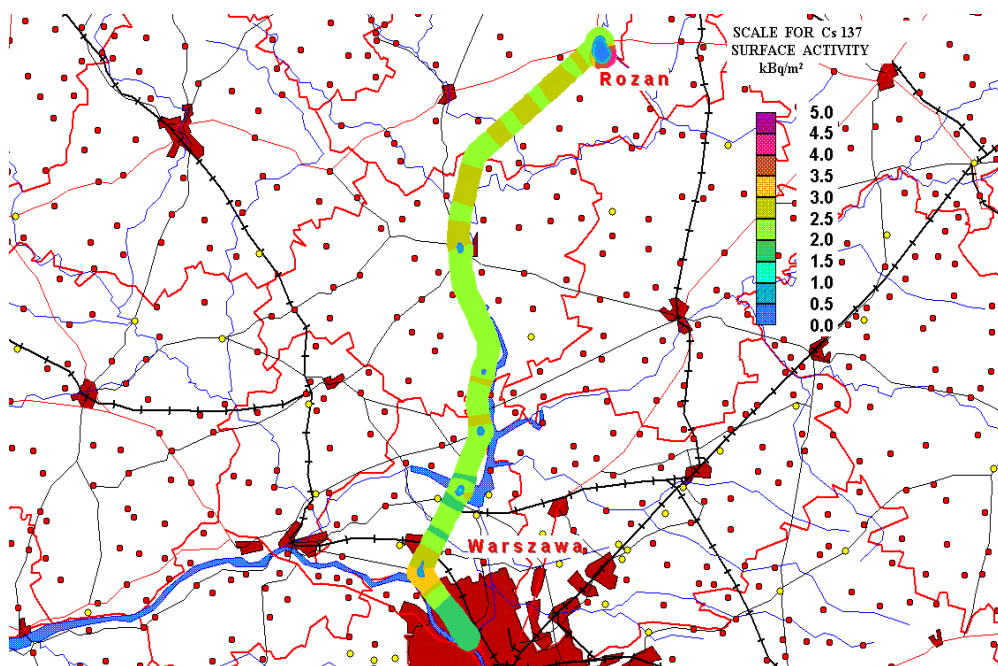 SCALE FOR Cs 137
SURFACE ACTIVITY
kBq/m²
Rozan
5.0
4.5
4.0
3.5
3.0
2.5
2.0
1.5
1.0
0.5
0.0
Warszawa